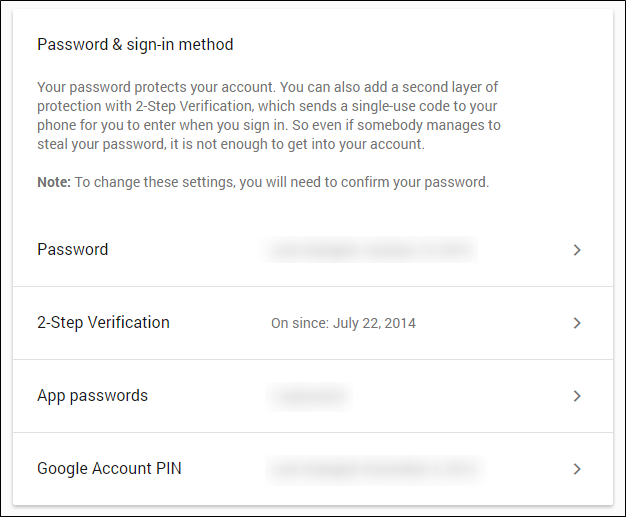 Password & sign-in method
Your password protects your account. You can also add a second layer of
protection with 2-Step Verification, which sends a single-use code to your
phone for you to enter when you sign in. So even if somebody manages to
steal your password, it is not enough to get into your account.
Note: To change these settings, you will need to confirm your password.
Password
2-Step Verification On since: July 22, 2014
App passwords
Google Account PIN